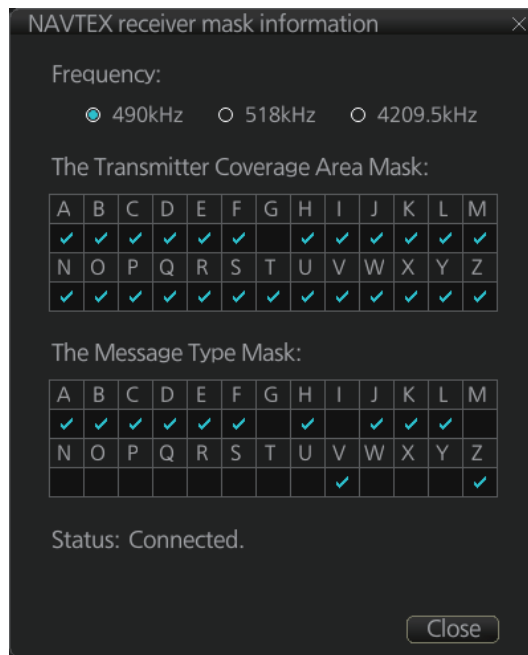 NAVTEX receiver mask information
Frequency:
490kHz 518kHz 4209.5kHz
The Transmitter Coverage Area Mask:
A B C D E F G H I J K L M
N O P Q R S T U V W X Y Z
The Message Type Mask:
A B C D E F G H I J K L M
N O P Q R S T U V W X Y Z
Status: Connected.
Close